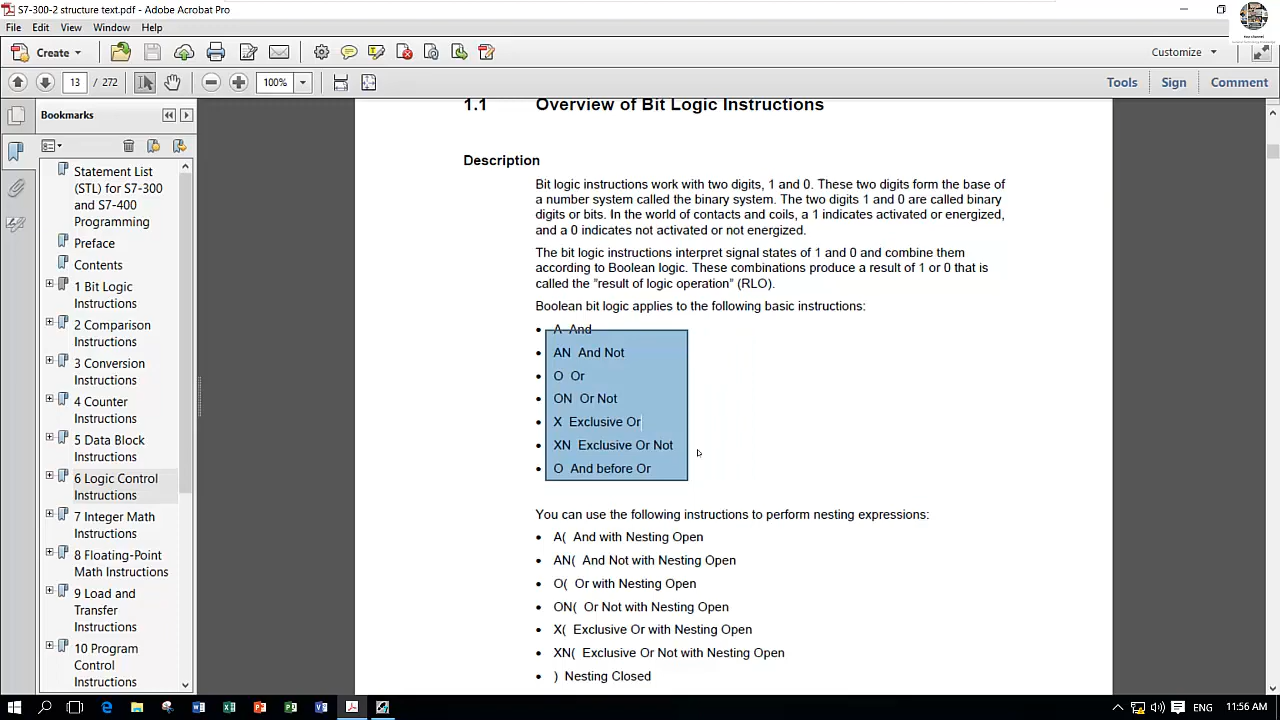 S7-300-2 structure text.pdf - Adobe Acrobat Pro
File Edit View Window Help
Create
Customize
13 / 272
100%
Tools Sign Comment
Bookmarks
Statement List
(STL) for S7-300
and S7-400
Programming
Preface
Contents
1 Bit Logic
Instructions
2 Comparison
Instructions
3 Conversion
Instructions
4 Counter
Instructions
5 Data Block
Instructions
6 Logic Control
Instructions
7 Integer Math
Instructions
8 Floating-Point
Math Instructions
9 Load and
Transfer
Instructions
10 Program
Control
Instructions
1.1 Overview of Bit Logic Instructions
Description
Bit logic instructions work with two digits, 1 and 0. These two digits form the base of
a number system called the binary system. The two digits 1 and 0 are called binary
digits or bits. In the world of contacts and coils, a 1 indicates activated or energized,
and a 0 indicates not activated or not energized.
The bit logic instructions interpret signal states of 1 and 0 and combine them
according to Boolean logic. These combinations produce a result of 1 or 0 that is
called the "result of logic operation" (RLO).
Boolean bit logic applies to the following basic instructions:
• A And
• AN And Not
• O Or
• ON Or Not
• X Exclusive Or
• XN Exclusive Or Not
• O And before Or
You can use the following instructions to perform nesting expressions:
• A( And with Nesting Open
• AN( And Not with Nesting Open
• O( Or with Nesting Open
• ON( Or Not with Nesting Open
• X( Exclusive Or with Nesting Open
• XN( Exclusive Or Not with Nesting Open
• ) Nesting Closed
ENG 11:56 AM